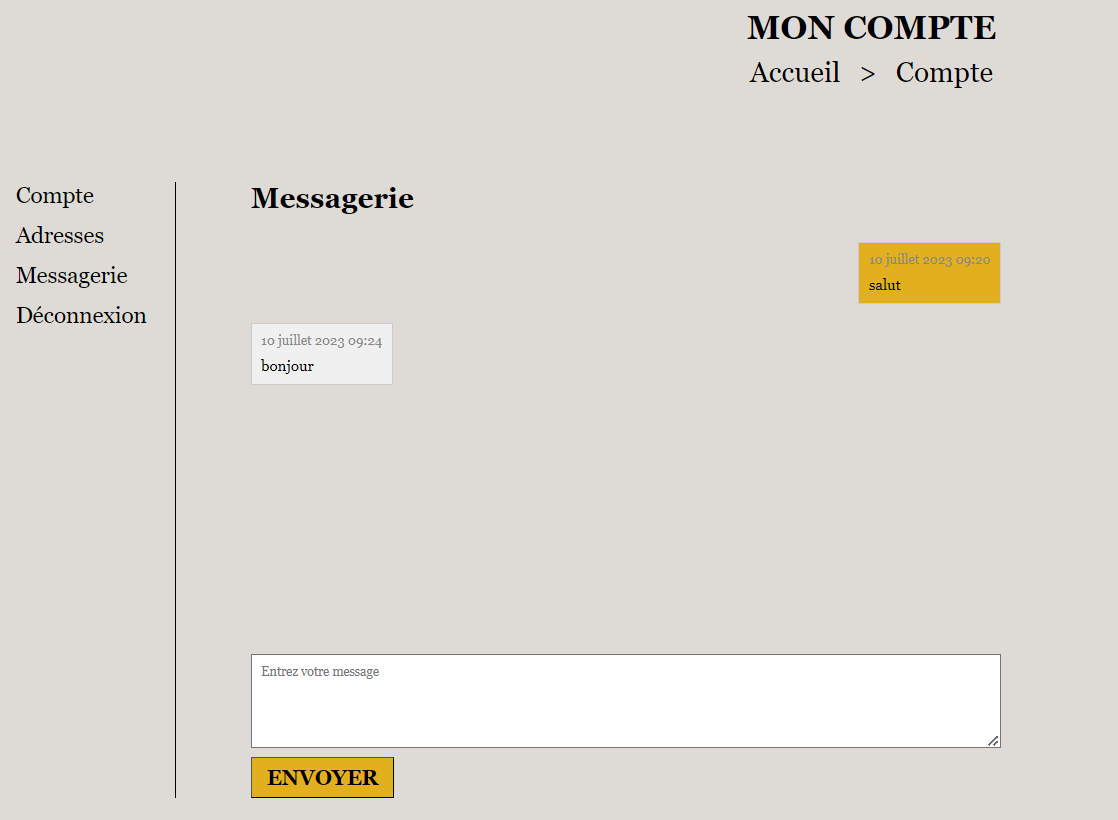 MON COMPTE
Accueil > Compte
Compte
Adresses
Messagerie
Déconnexion
Messagerie
10 juillet 2023 09:20
salut
10 juillet 2023 09:24
bonjour
Entrez votre message
ENVOYER